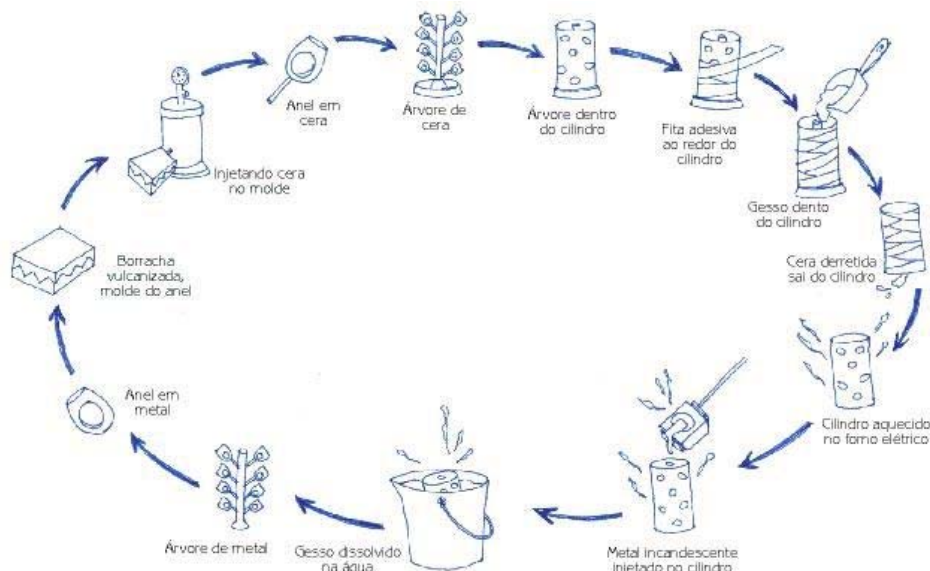 Injetando cera
no molde
Anel em
cera
Árvore de
cera
Árvore dentro
do cilindro
Fita adesiva
ao redor do
cilindro
Gesso dento
do cilindro
Cera derretida
sai do cilindro
Cilindro aquecido
no forno elétrico
Metal incandescente
injetado no cilindro
Gesso dissolvido
na água
Árvore de metal
Anel em
metal
Borracha
vulcanizada,
molde do anel